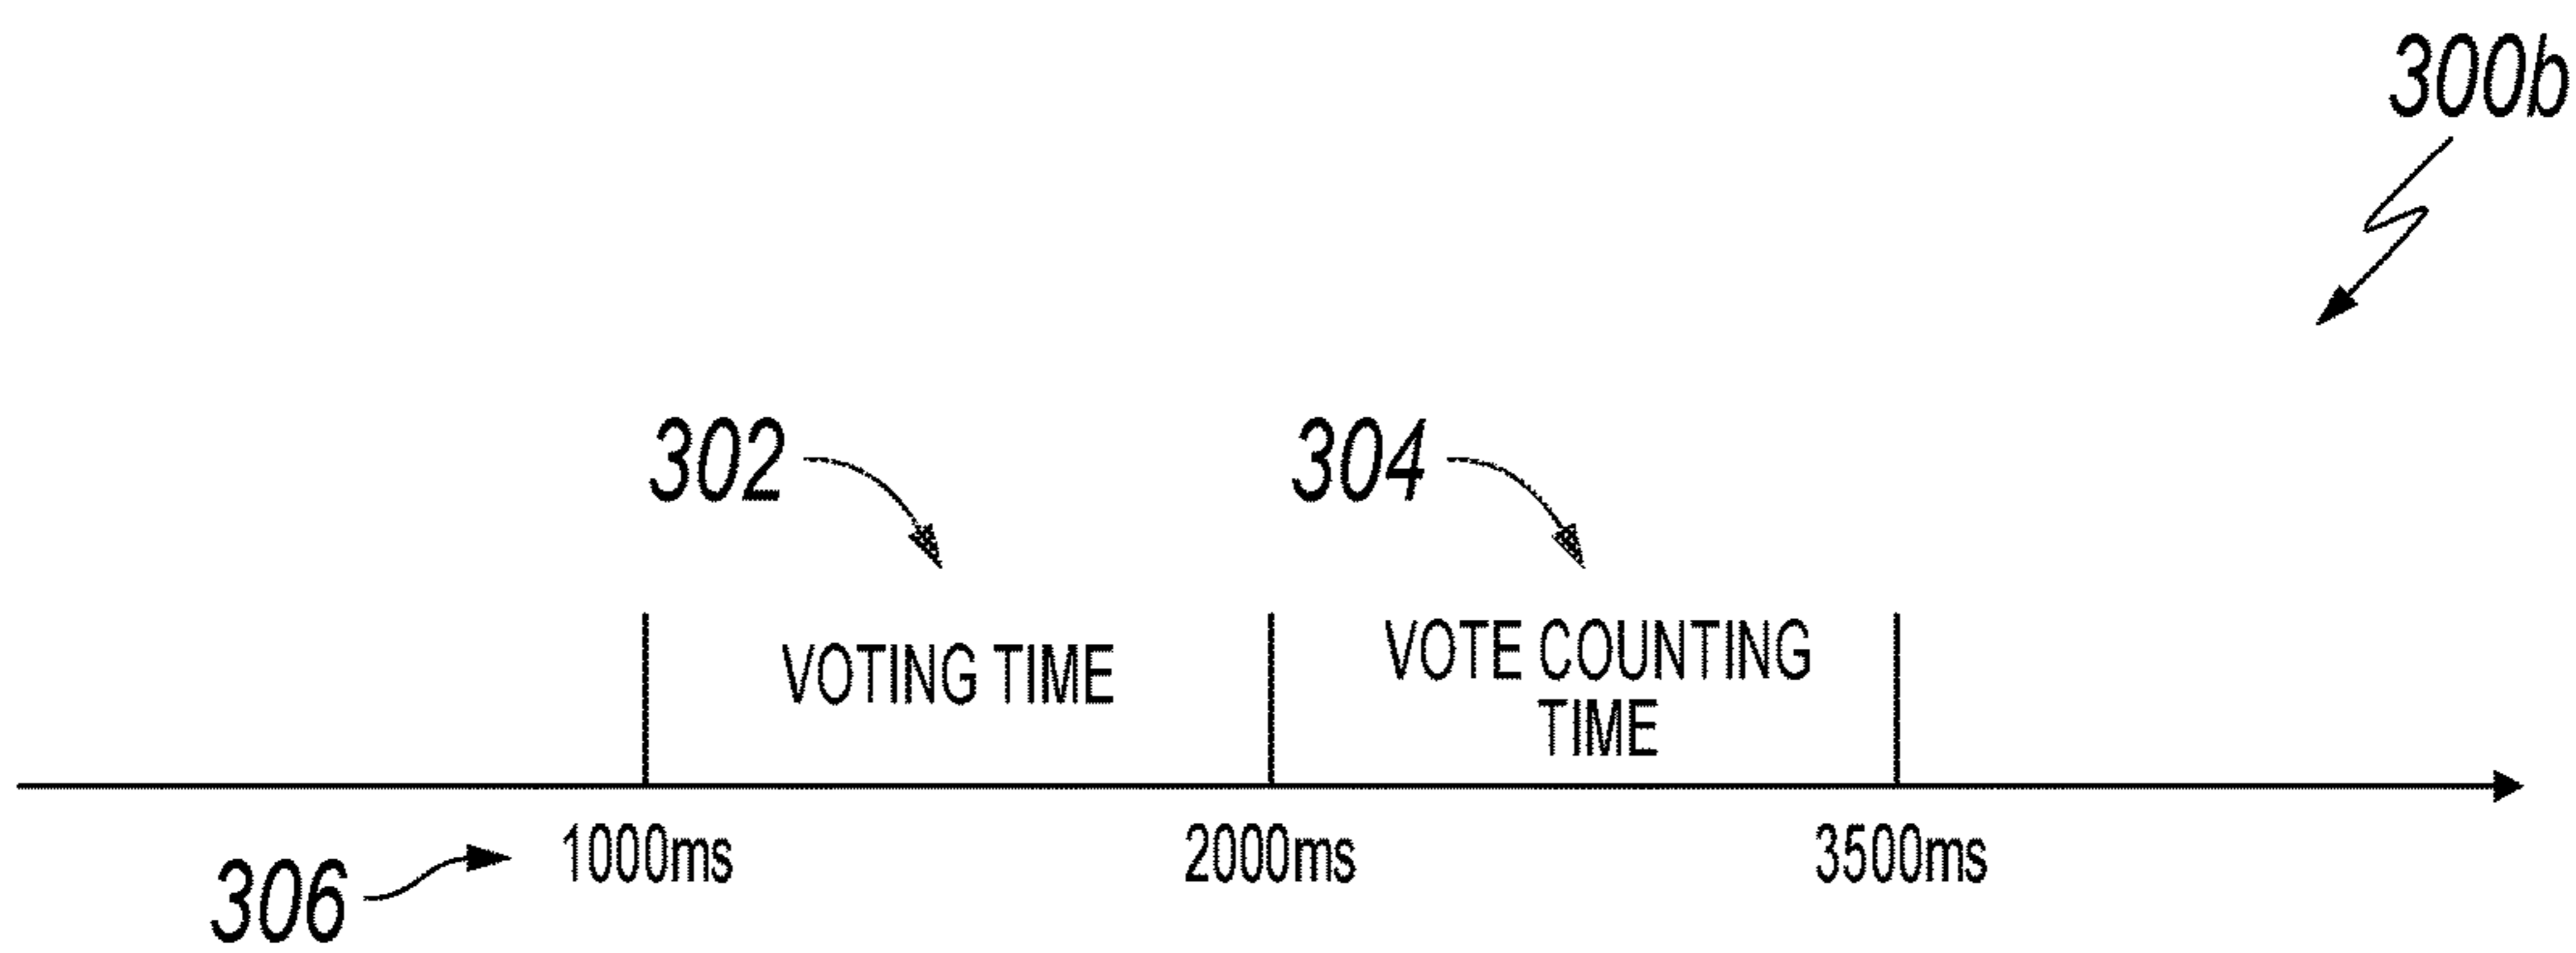 300b
302
304
VOTING TIME
VOTE COUNTING
TIME
1000ms
2000ms
3500ms
306